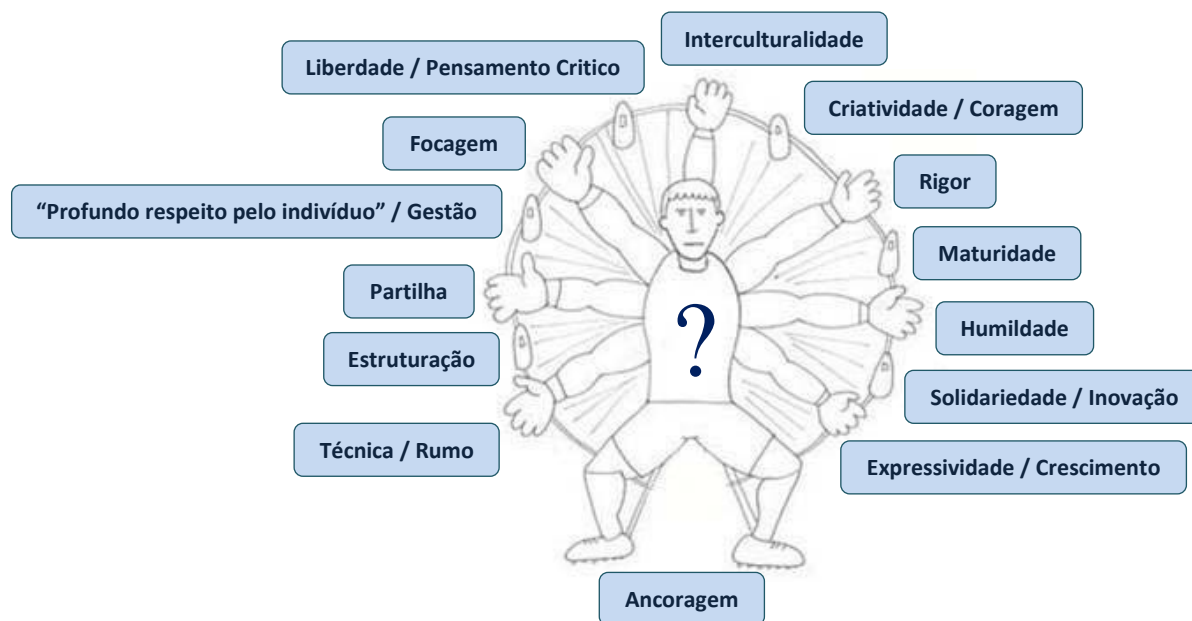 Interculturalidade
Liberdade / Pensamento Critico
Criatividade / Coragem
Focagem
Rigor
“Profundo respeito pelo indivíduo” / Gestão
Maturidade
Partilha
?
Humildade
Estruturação
Solidariedade / Inovação
Técnica / Rumo
Expressividade / Crescimento
Ancoragem